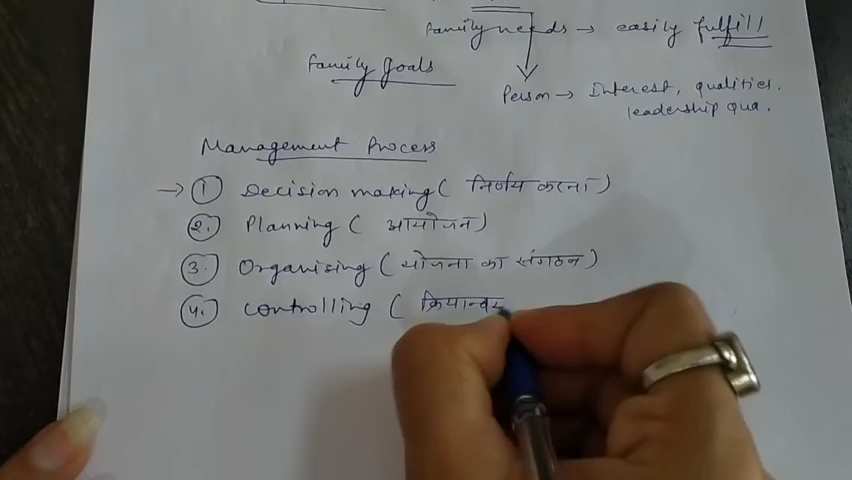 family needs → easily fulfill
family goals
Person → Interest, qualities.
leadership qua.
Management Process
→ 1 Decision making ( निर्णय करना )
2. Planning ( आयोजन )
3. Organising ( योजना का संगठन )
4. Controlling ( क्रियान्वय